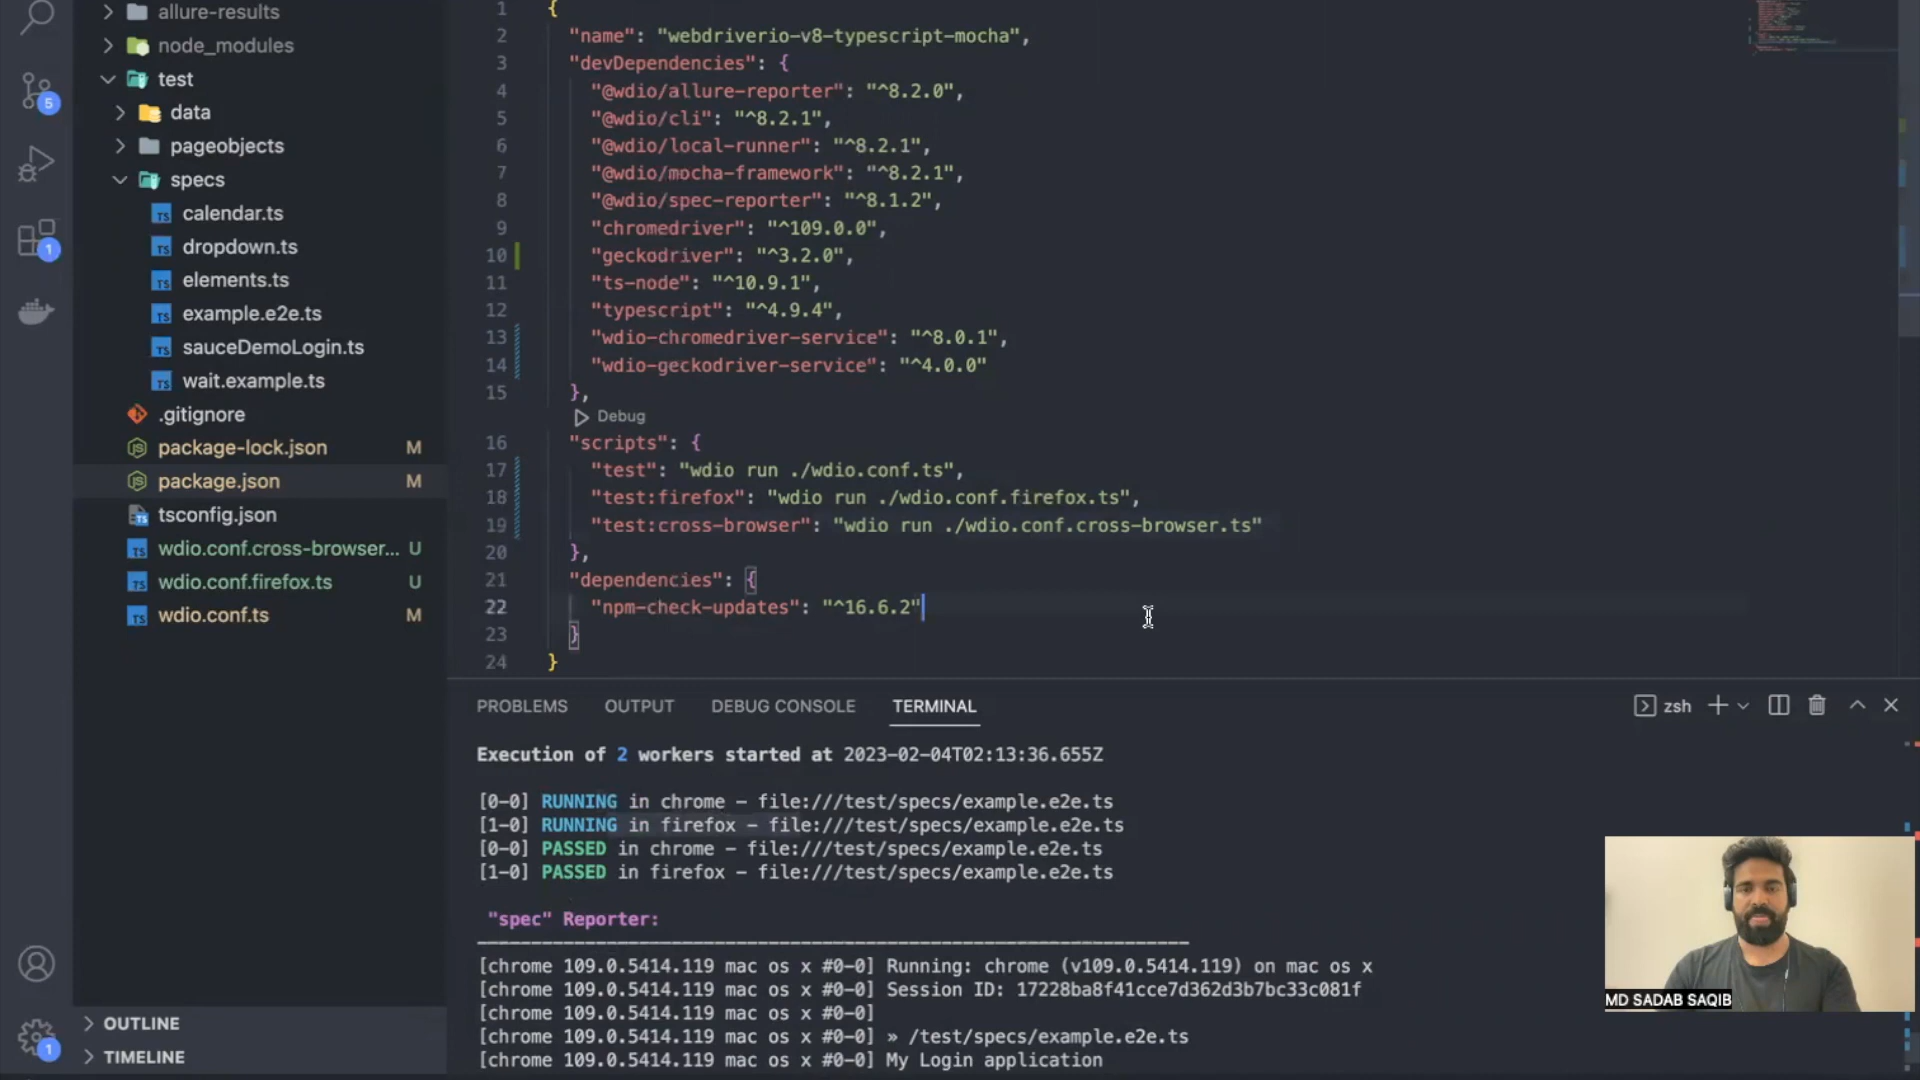 allure-results
node_modules
test
data
pageobjects
specs
TS calendar.ts
TS dropdown.ts
TS elements.ts
TS example.e2e.ts
TS sauceDemoLogin.ts
TS wait.example.ts
.gitignore
package-lock.json M
package.json M
tsconfig.json
TS wdio.conf.cross-browser... U
TS wdio.conf.firefox.ts U
TS wdio.conf.ts M
OUTLINE
TIMELINE
5
1
1
1 {
2 "name": "webdriverio-v8-typescript-mocha",
3 "devDependencies": {
4 "@wdio/allure-reporter": "^8.2.0",
5 "@wdio/cli": "^8.2.1",
6 "@wdio/local-runner": "^8.2.1",
7 "@wdio/mocha-framework": "^8.2.1",
8 "@wdio/spec-reporter": "^8.1.2",
9 "chromedriver": "^109.0.0",
10 "geckodriver": "^3.2.0",
11 "ts-node": "^10.9.1",
12 "typescript": "^4.9.4",
13 "wdio-chromedriver-service": "^8.0.1",
14 "wdio-geckodriver-service": "^4.0.0"
15 },
Debug
16 "scripts": {
17 "test": "wdio run ./wdio.conf.ts",
18 "test:firefox": "wdio run ./wdio.conf.firefox.ts",
19 "test:cross-browser": "wdio run ./wdio.conf.cross-browser.ts"
20 },
21 "dependencies": {
22 "npm-check-updates": "^16.6.2"
23 }
24 }
PROBLEMS OUTPUT DEBUG CONSOLE TERMINAL zsh
Execution of 2 workers started at 2023-02-04T02:13:36.655Z
[0-0] RUNNING in chrome - file:///test/specs/example.e2e.ts
[1-0] RUNNING in firefox - file:///test/specs/example.e2e.ts
[0-0] PASSED in chrome - file:///test/specs/example.e2e.ts
[1-0] PASSED in firefox - file:///test/specs/example.e2e.ts
"spec" Reporter:
[chrome 109.0.5414.119 mac os x #0-0] Running: chrome (v109.0.5414.119) on mac os x
[chrome 109.0.5414.119 mac os x #0-0] Session ID: 17228ba8f41cce7d362d3b7bc33c081f
[chrome 109.0.5414.119 mac os x #0-0]
[chrome 109.0.5414.119 mac os x #0-0] » /test/specs/example.e2e.ts
[chrome 109.0.5414.119 mac os x #0-0] My Login application
MD SADAB SAQIB